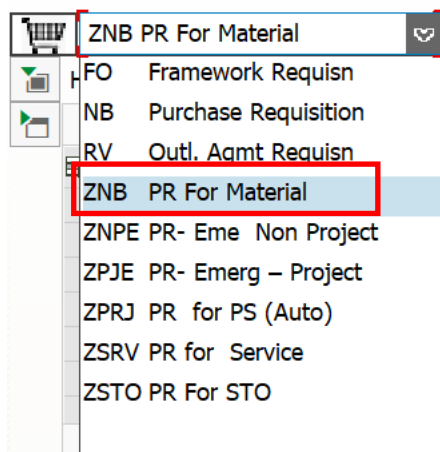 ZNB PR For Material
H
FO Framework Requisn
NB Purchase Requisition
RV Outl. Agmt Requisn
ZNB PR For Material
ZNPE PR- Eme Non Project
ZPJE PR- Emerg – Project
ZPRJ PR for PS (Auto)
ZSRV PR for Service
ZSTO PR For STO